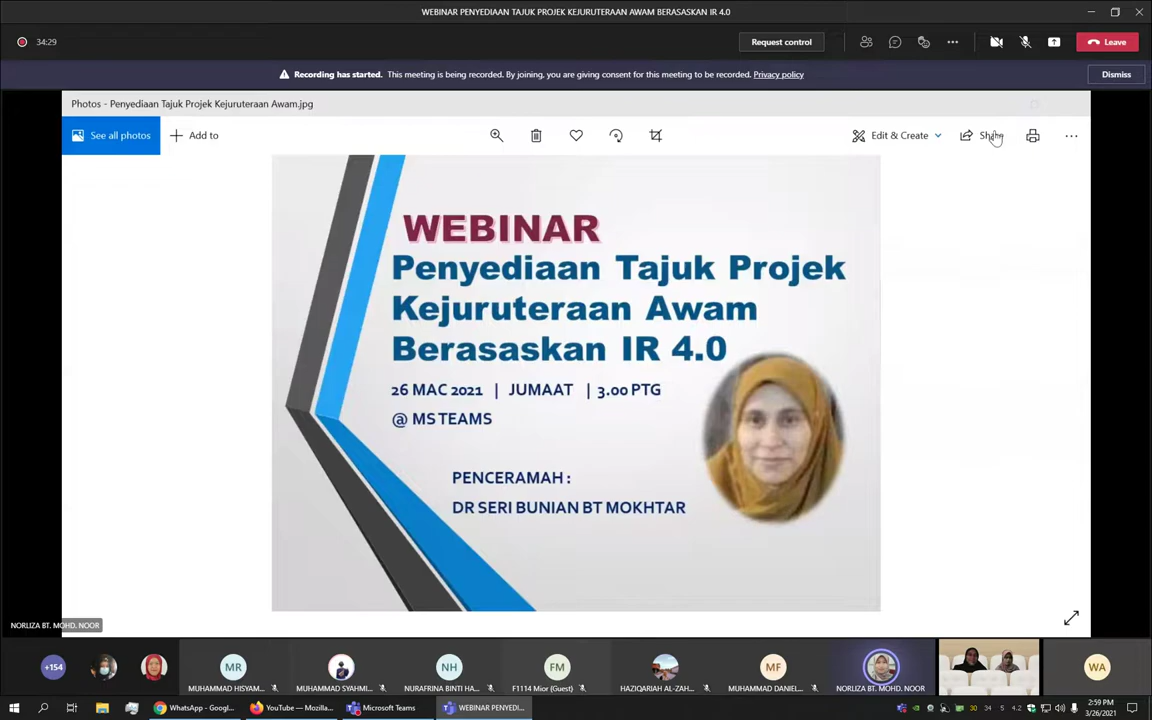 WEBINAR PENYEDIAAN TAJUK PROJEK KEJURUTERAAN AWAM BERASASKAN IR 4.0
34:29
Request control
Leave
Recording has started. This meeting is being recorded. By joining, you are giving consent for this meeting to be recorded. Privacy policy
Dismiss
Photos - Penyediaan Tajuk Projek Kejuruteraan Awam.jpg
See all photos
Add to
Edit & Create
Share
WEBINAR
Penyediaan Tajuk Projek
Kejuruteraan Awam
Berasaskan IR 4.0
26 MAC 2021 | JUMAAT | 3.00 PTG
@ MS TEAMS
PENCERAMAH :
DR SERI BUNIAN BT MOKHTAR
NORLIZA BT. MOHD. NOOR
+154
MR
NH
FM
MF
WA
MUHAMMAD HISYAM...
MUHAMMAD SYAHMI...
NURAFRINA BINTI HA...
F1114 Mior (Guest)
HAZIQARIAH AL-ZAH...
MUHAMMAD DANIEL...
NORLIZA BT. MOHD. NOOR
WhatsApp - Googl...
YouTube — Mozilla...
Microsoft Teams
WEBINAR PENYEDI...
30
34
5
4.2
2:59 PM
3/26/2021